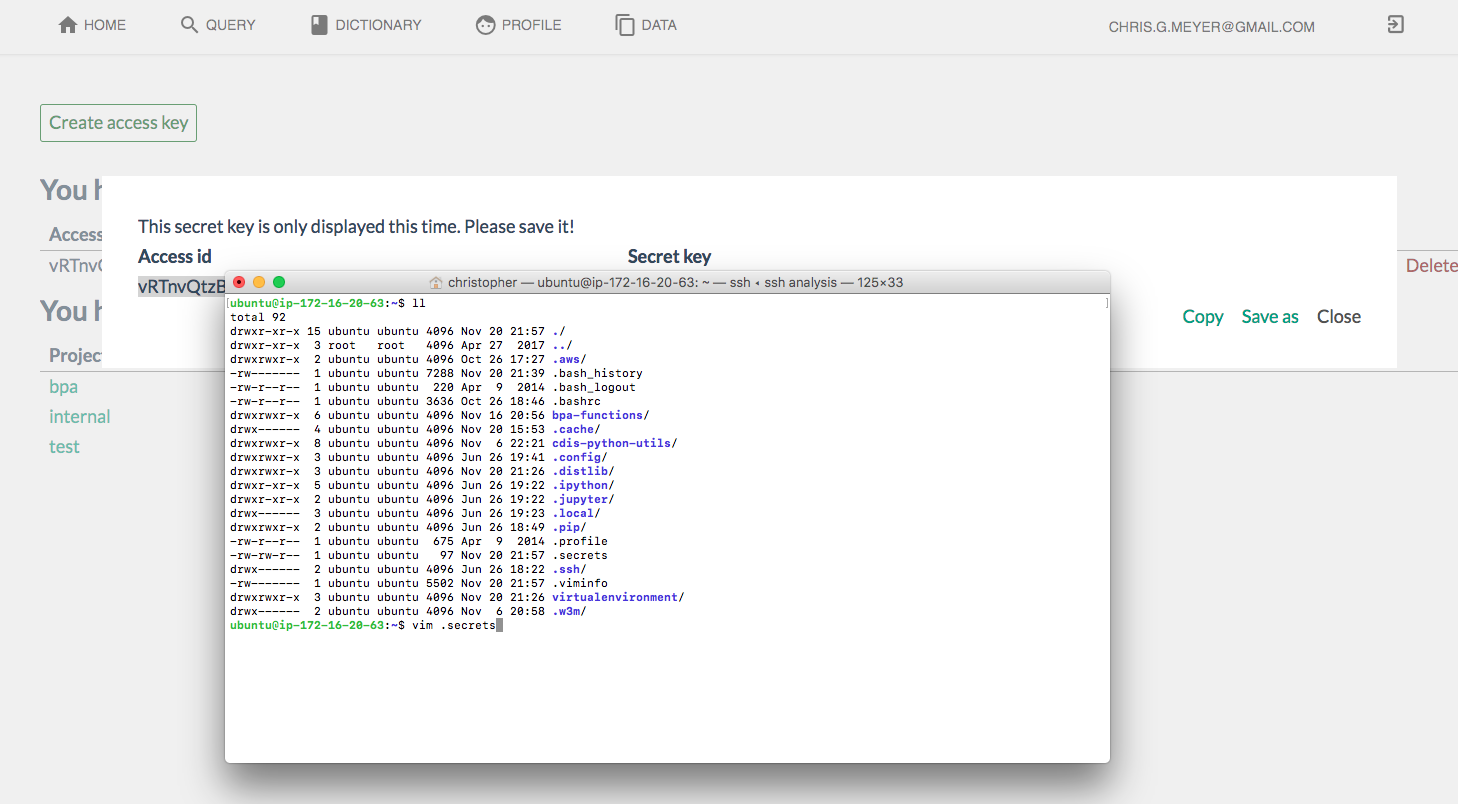 HOME QUERY DICTIONARY PROFILE DATA CHRIS.G.MEYER@GMAIL.COM
Create access key
You h
This secret key is only displayed this time. Please save it!
Access
Access id Secret key
vRTnv Delete
vRTnvQtzB
You h
Copy Save as Close
Projec
bpa
internal
test
christopher — ubuntu@ip-172-16-20-63: ~ — ssh ◂ ssh analysis — 125×33
ubuntu@ip-172-16-20-63:~$ ll
total 92
drwxr-xr-x 15 ubuntu ubuntu 4096 Nov 20 21:57 ./
drwxr-xr-x  3 root   root   4096 Apr 27  2017 ../
drwxrwxr-x  2 ubuntu ubuntu 4096 Oct 26 17:27 .aws/
-rw-------  1 ubuntu ubuntu 7288 Nov 20 21:39 .bash_history
-rw-r--r--  1 ubuntu ubuntu  220 Apr  9  2014 .bash_logout
-rw-r--r--  1 ubuntu ubuntu 3636 Oct 26 18:46 .bashrc
drwxrwxr-x  6 ubuntu ubuntu 4096 Nov 16 20:56 bpa-functions/
drwx------  4 ubuntu ubuntu 4096 Nov 20 15:53 .cache/
drwxrwxr-x  8 ubuntu ubuntu 4096 Nov  6 22:21 cdis-python-utils/
drwxrwxr-x  3 ubuntu ubuntu 4096 Jun 26 19:41 .config/
drwxrwxr-x  3 ubuntu ubuntu 4096 Nov 20 21:26 .distlib/
drwxr-xr-x  5 ubuntu ubuntu 4096 Jun 26 19:22 .ipython/
drwxr-xr-x  2 ubuntu ubuntu 4096 Jun 26 19:22 .jupyter/
drwx------  3 ubuntu ubuntu 4096 Jun 26 19:23 .local/
drwxrwxr-x  2 ubuntu ubuntu 4096 Jun 26 18:49 .pip/
-rw-r--r--  1 ubuntu ubuntu  675 Apr  9  2014 .profile
-rw-rw-r--  1 ubuntu ubuntu   97 Nov 20 21:57 .secrets
drwx------  2 ubuntu ubuntu 4096 Jun 26 18:22 .ssh/
-rw-------  1 ubuntu ubuntu 5502 Nov 20 21:57 .viminfo
drwxrwxr-x  3 ubuntu ubuntu 4096 Nov 20 21:26 virtualenvironment/
drwx------  2 ubuntu ubuntu 4096 Nov  6 20:58 .w3m/
ubuntu@ip-172-16-20-63:~$ vim .secrets